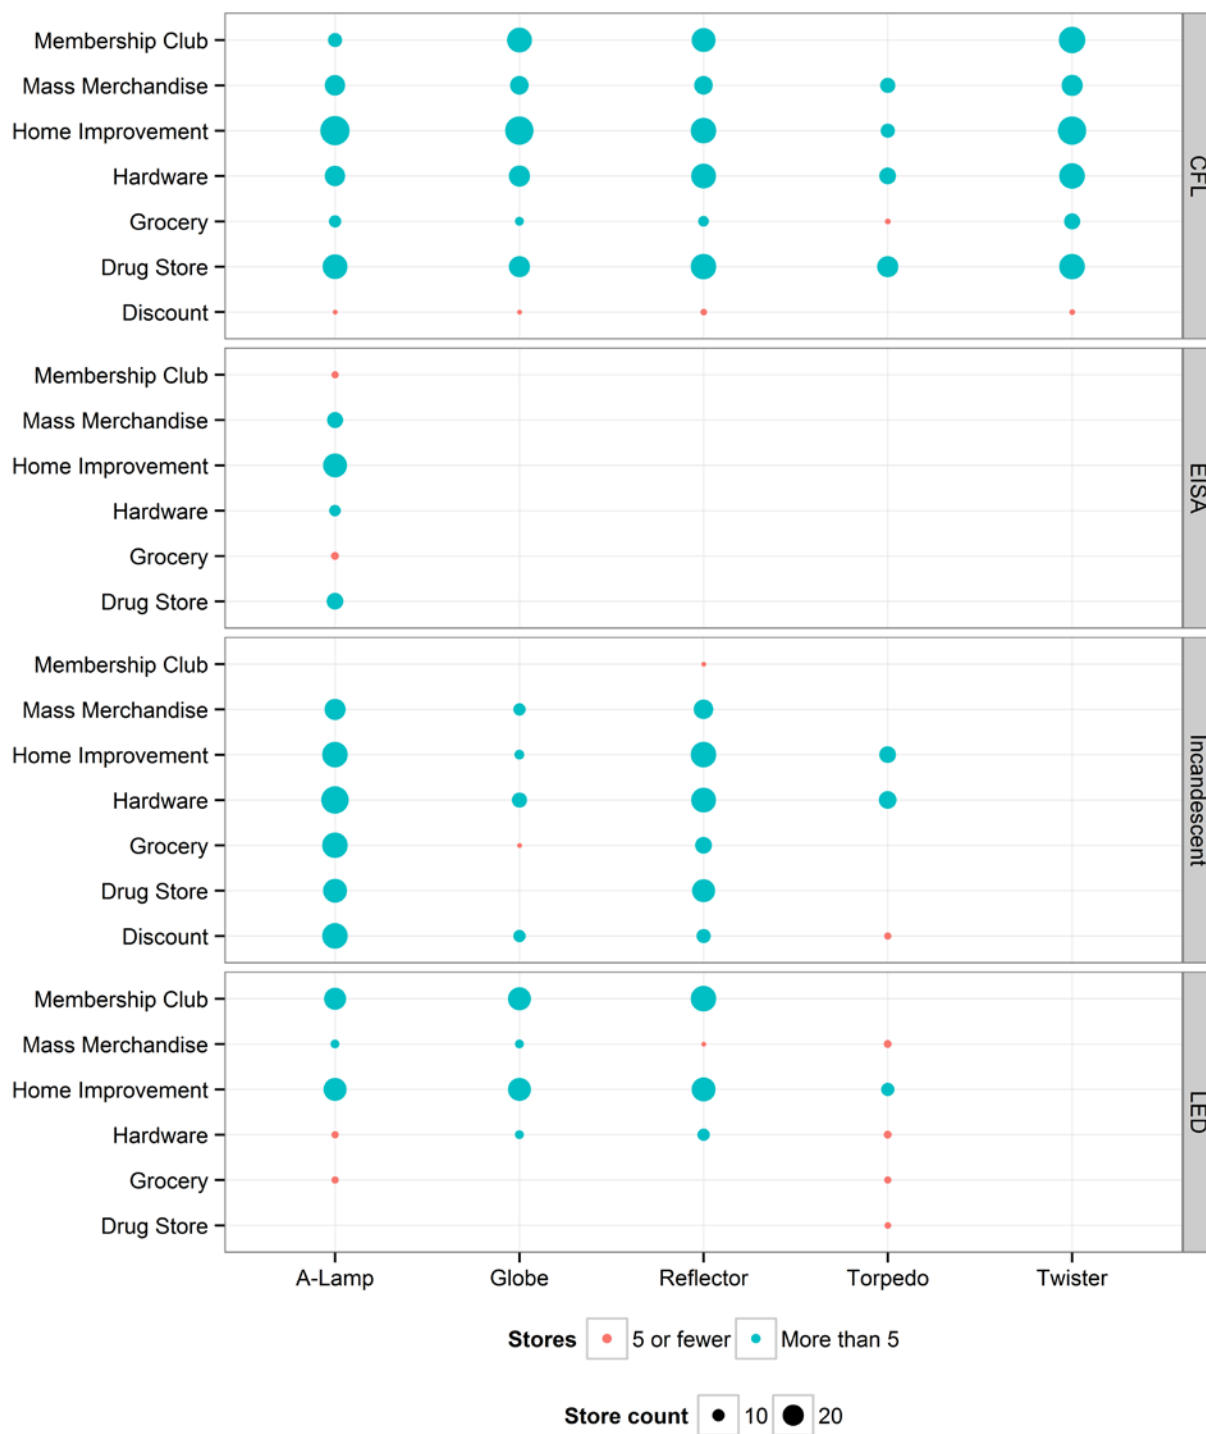 Membership Club
Mass Merchandise
Home Improvement
Hardware
Grocery
Drug Store
Discount
CFL
Membership Club
Mass Merchandise
Home Improvement
Hardware
Grocery
Drug Store
EISA
Membership Club
Mass Merchandise
Home Improvement
Hardware
Grocery
Drug Store
Discount
Incandescent
Membership Club
Mass Merchandise
Home Improvement
Hardware
Grocery
Drug Store
LED
A-Lamp Globe Reflector Torpedo Twister
Stores 5 or fewer More than 5
Store count 10 20